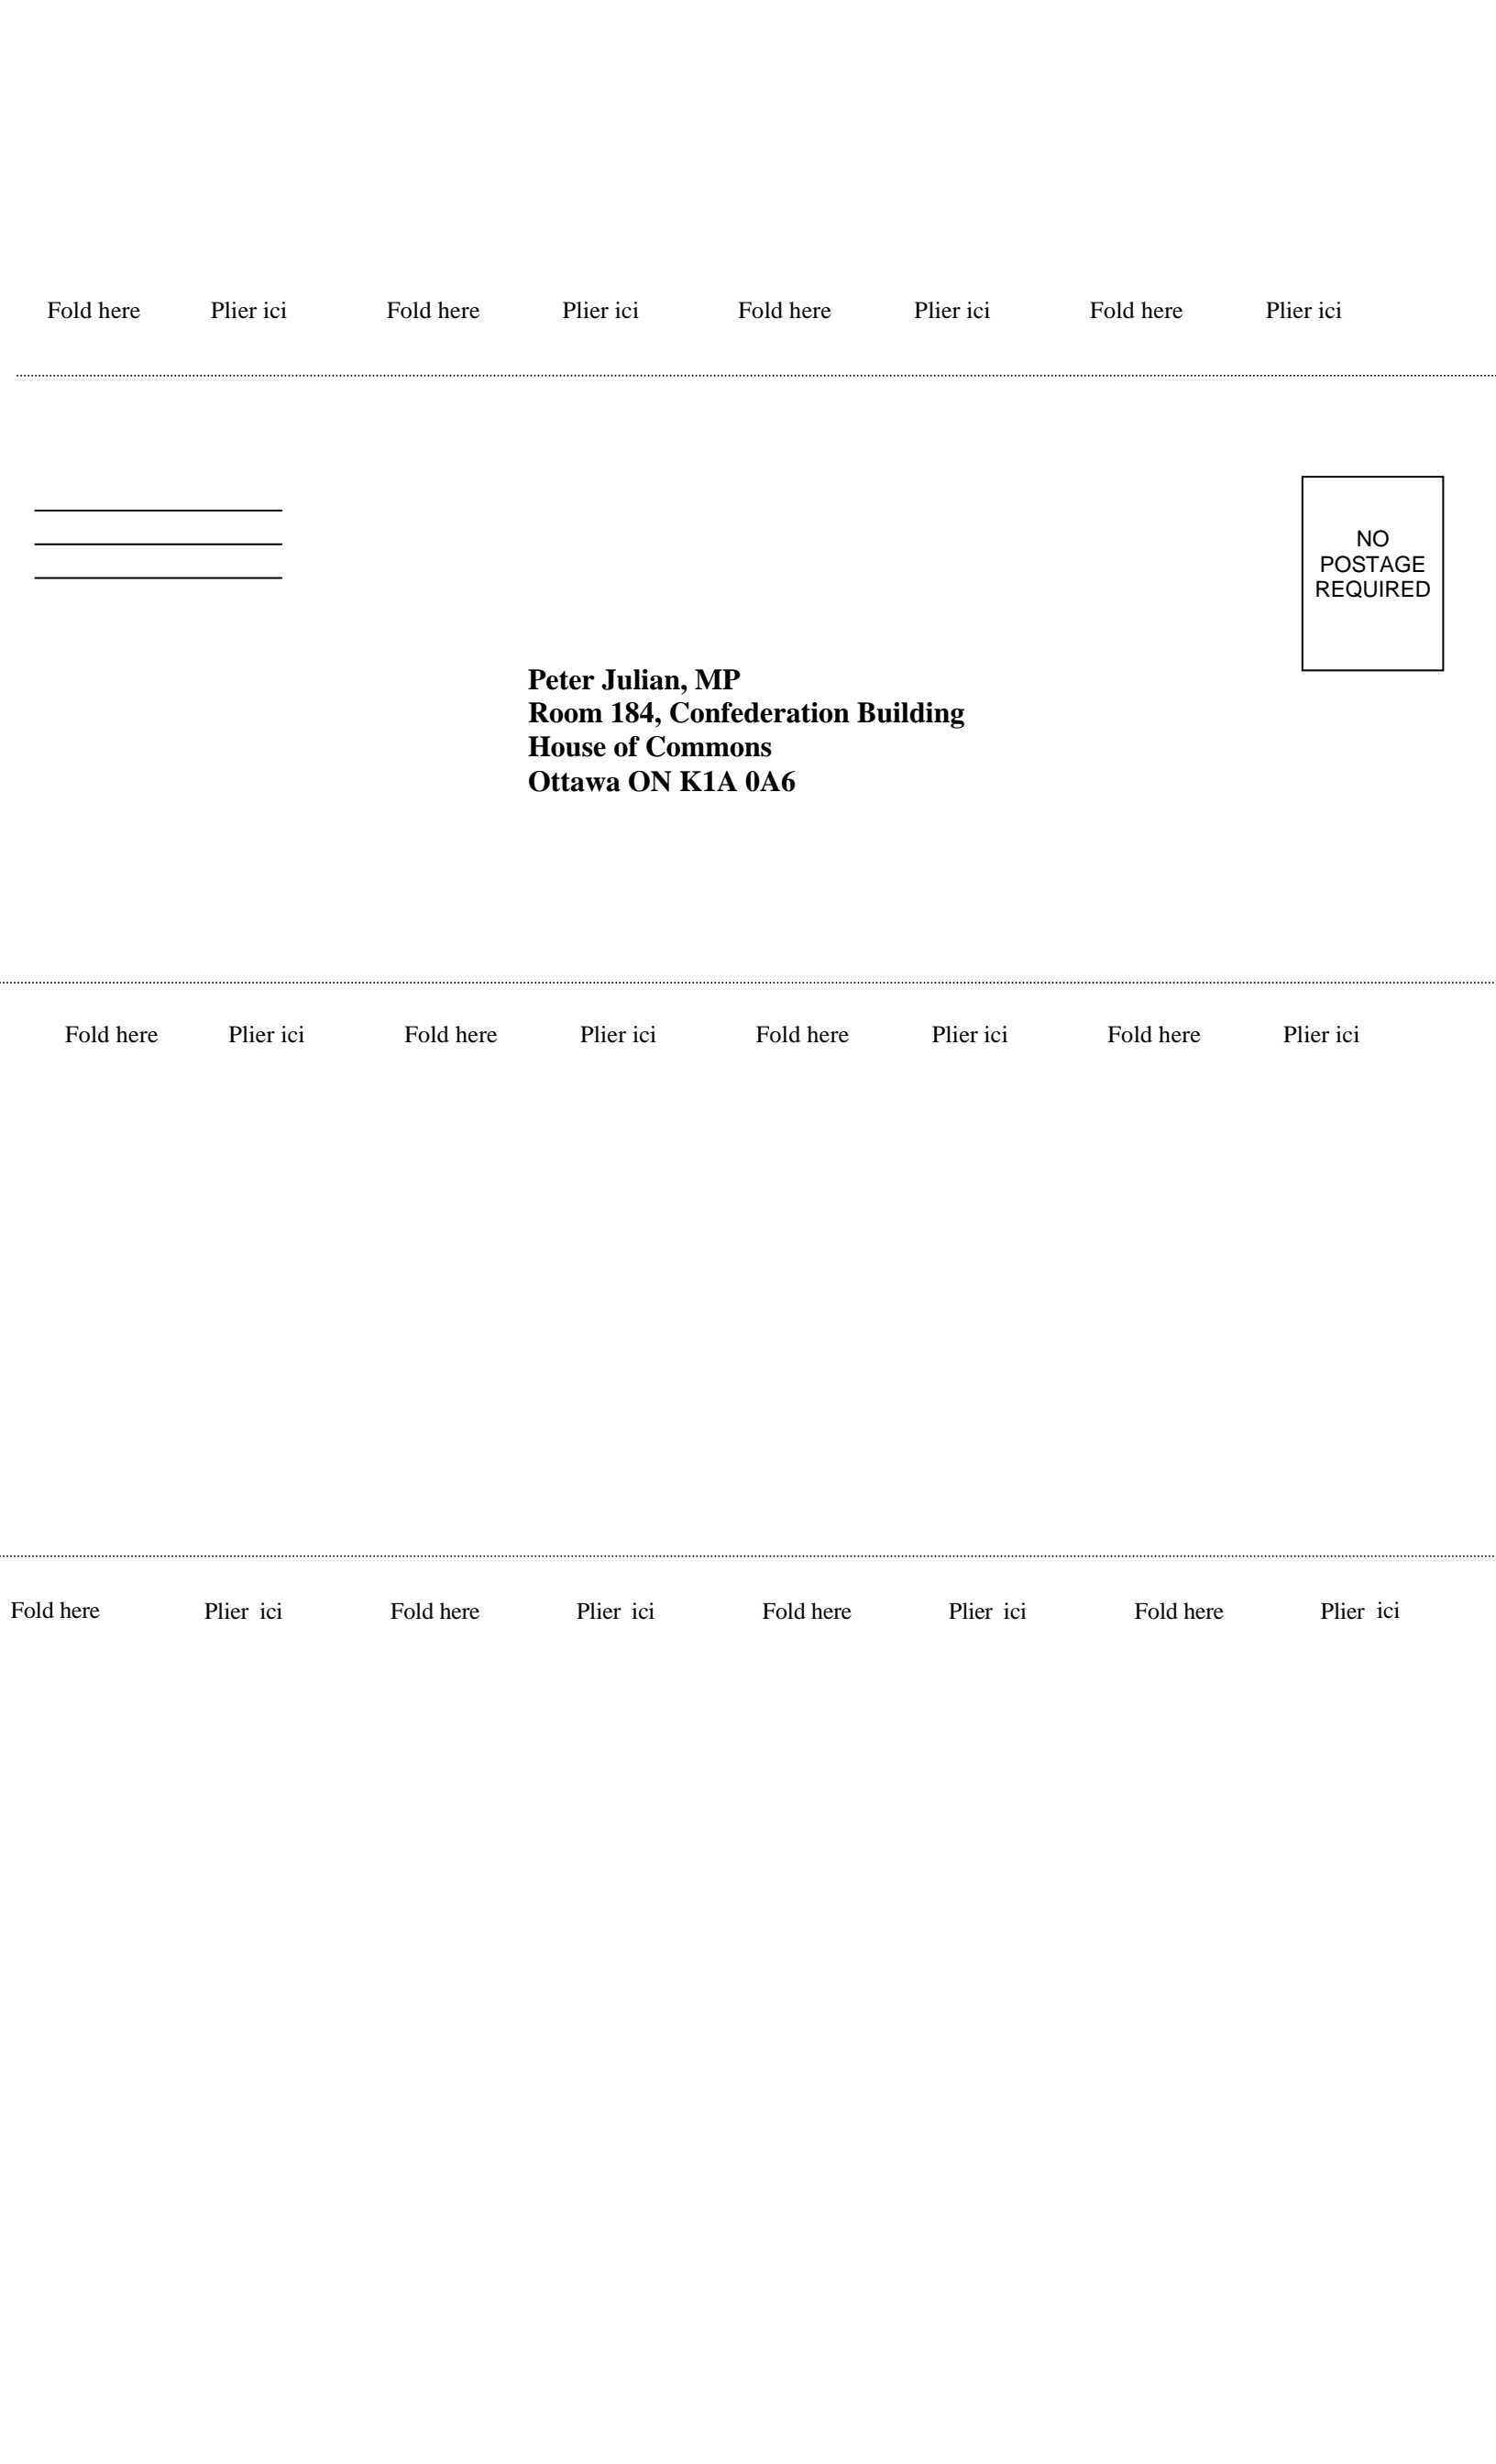 Fold here Plier ici Fold here Plier ici Fold here Plier ici Fold here Plier ici
NO
POSTAGE
REQUIRED
Peter Julian, MP
Room 184, Confederation Building
House of Commons
Ottawa ON K1A 0A6
Fold here Plier ici Fold here Plier ici Fold here Plier ici Fold here Plier ici
Fold here Plier ici Fold here Plier ici Fold here Plier ici Fold here Plier ici